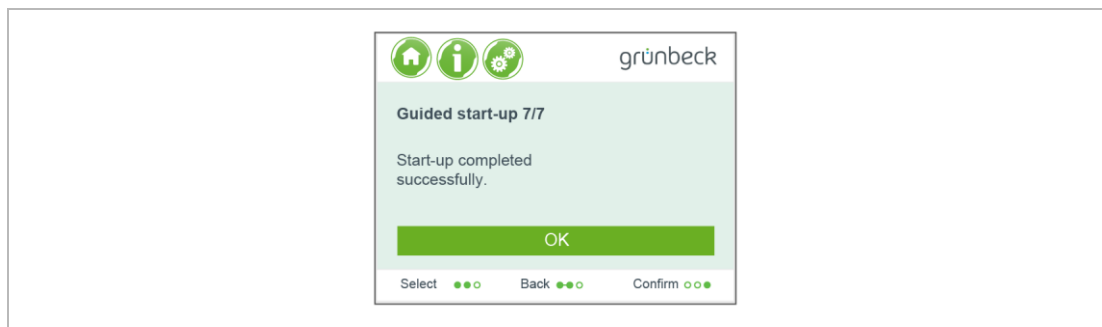 grünbeck
Guided start-up 7/7
Start-up completed
successfully.
OK
Select Back Confirm